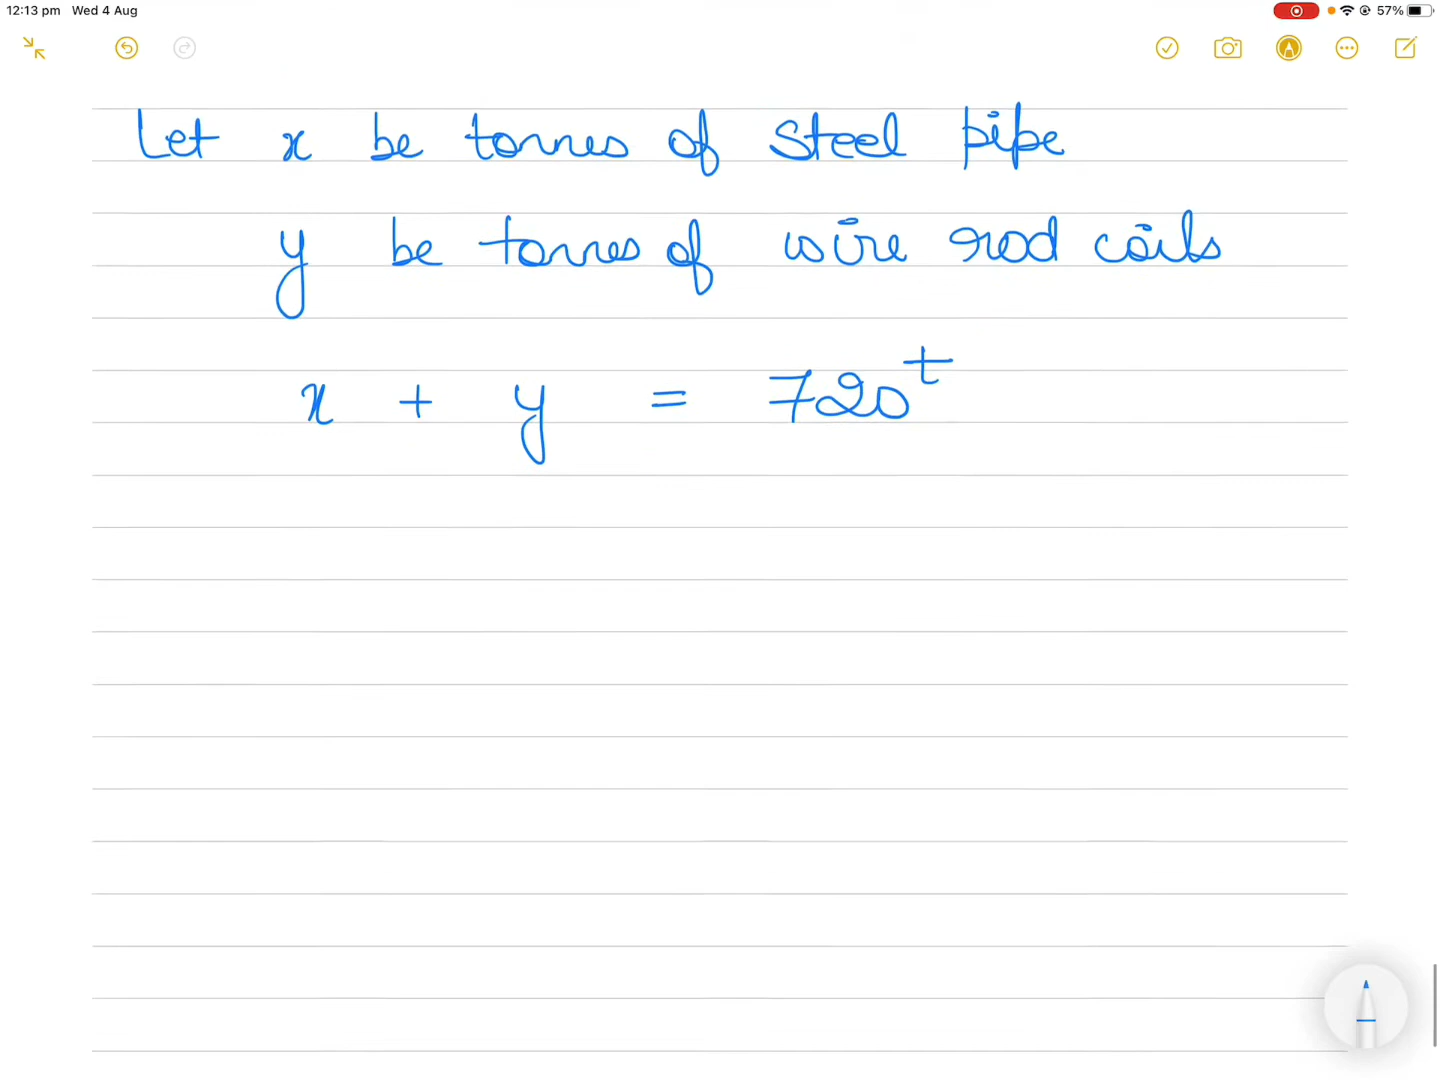 12:13 pm Wed 4 Aug 57%
Let x be tonnes of steel pipe
y be tonnes of wire rod coils
x + y = 720^t